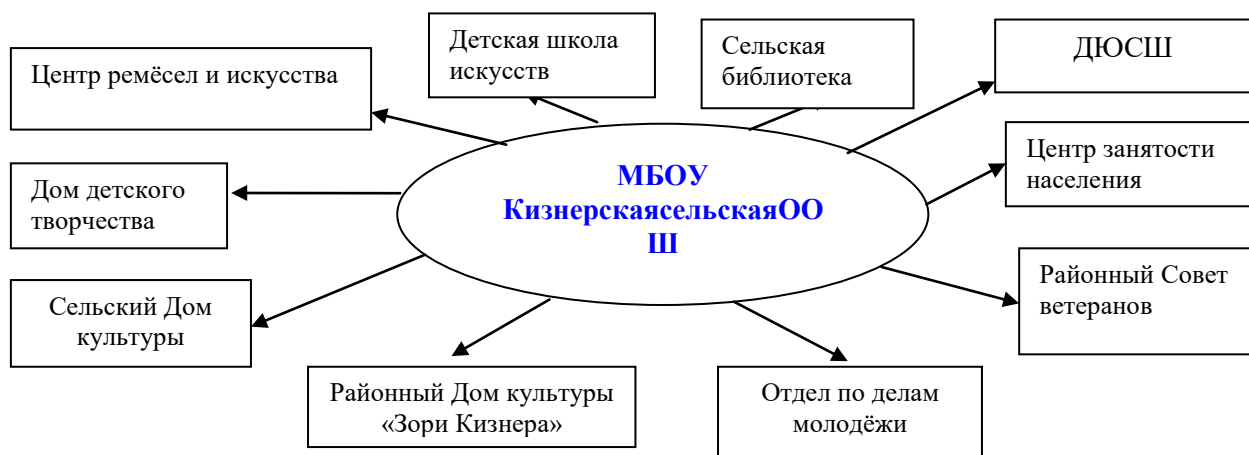 Детская школа
искусств
Сельская
библиотека
ДЮСШ
Центр ремёсел и искусства
Центр занятости
населения
МБОУ
КизнерскаясельскаяОО
Ш
Дом детского
творчества
Районный Совет
ветеранов
Сельский Дом
культуры
Районный Дом культуры
«Зори Кизнера»
Отдел по делам
молодёжи